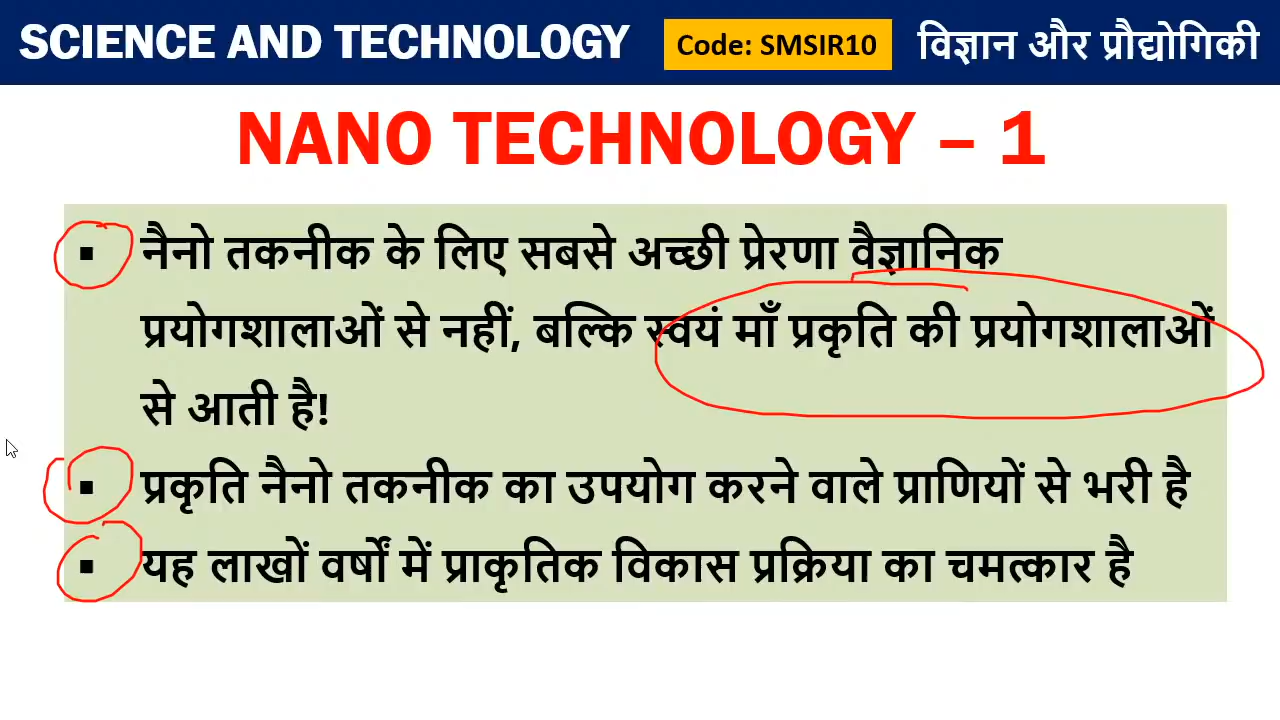 SCIENCE AND TECHNOLOGY Code: SMSIR10 विज्ञान और प्रौद्योगिकी
NANO TECHNOLOGY – 1
▪ नैनो तकनीक के लिए सबसे अच्छी प्रेरणा वैज्ञानिक
प्रयोगशालाओं से नहीं, बल्कि स्वयं माँ प्रकृति की प्रयोगशालाओं
से आती है!
▪ प्रकृति नैनो तकनीक का उपयोग करने वाले प्राणियों से भरी है
▪ यह लाखों वर्षों में प्राकृतिक विकास प्रक्रिया का चमत्कार है